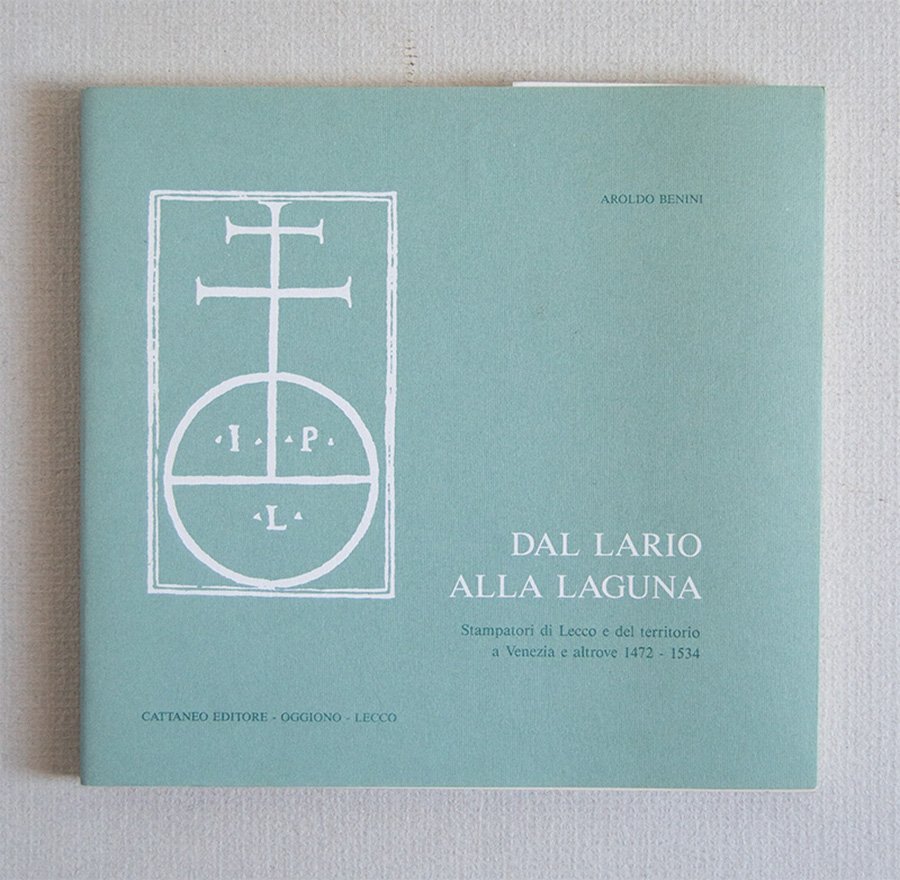 AROLDO BENINI
I P
L
DAL LARIO
ALLA LAGUNA
Stampatori di Lecco e del territorio
a Venezia e altrove 1472 - 1534
CATTANEO EDITORE - OGGIONO - LECCO